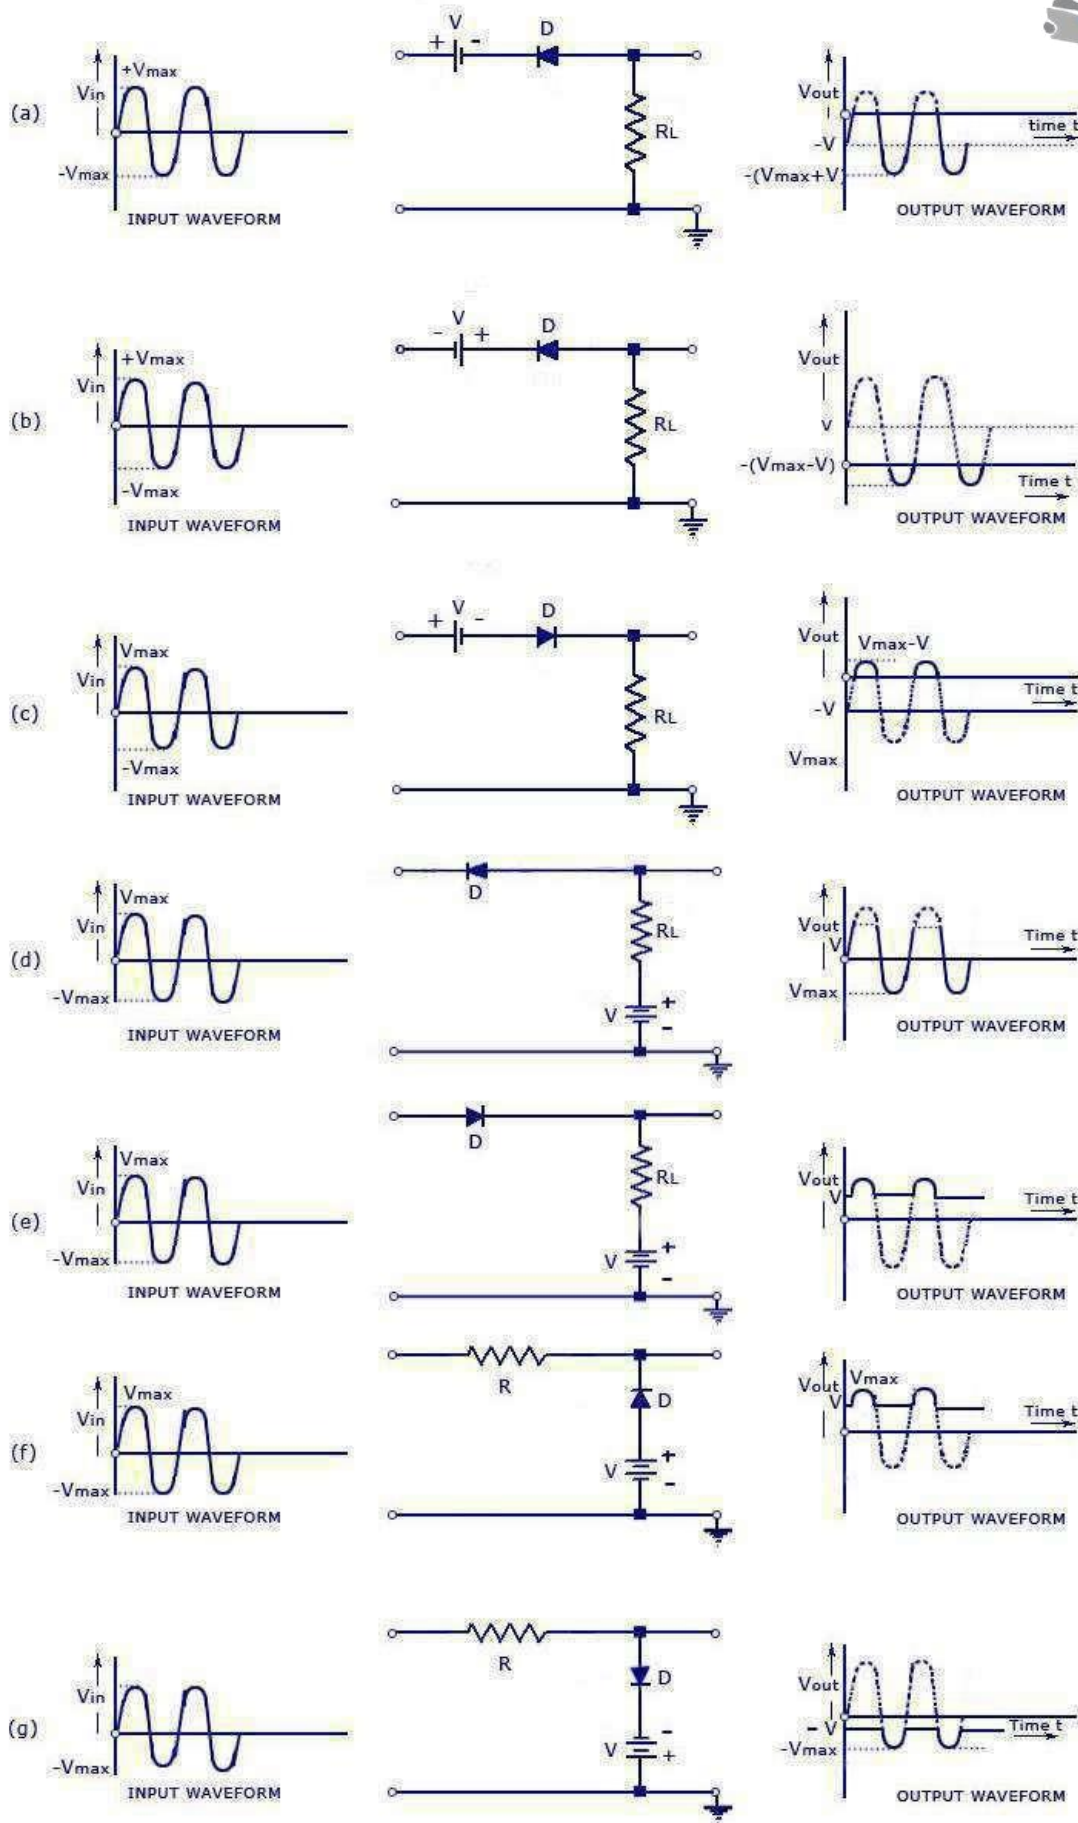 (a)
Vin
+Vmax
-Vmax
INPUT WAVEFORM
V
+ -
D
RL
Vout
time t
-V
-(Vmax+V)
OUTPUT WAVEFORM
(b)
Vin
+Vmax
-Vmax
INPUT WAVEFORM
V
- +
D
RL
Vout
V
-(Vmax-V)
Time t
OUTPUT WAVEFORM
(c)
Vin
Vmax
-Vmax
INPUT WAVEFORM
V
+ -
D
RL
Vout
Vmax-V
Time t
-V
Vmax
OUTPUT WAVEFORM
(d)
Vin
Vmax
-Vmax
INPUT WAVEFORM
D
RL
V
+
-
Vout
V
Time t
Vmax
OUTPUT WAVEFORM
(e)
Vin
Vmax
-Vmax
INPUT WAVEFORM
D
RL
V
+
-
Vout
V
Time t
OUTPUT WAVEFORM
(f)
Vin
Vmax
-Vmax
INPUT WAVEFORM
R
D
V
+
-
Vout
Vmax
V
Time t
OUTPUT WAVEFORM
(g)
Vin
-Vmax
INPUT WAVEFORM
R
D
V
-
+
Vout
- V
Time t
-Vmax
OUTPUT WAVEFORM